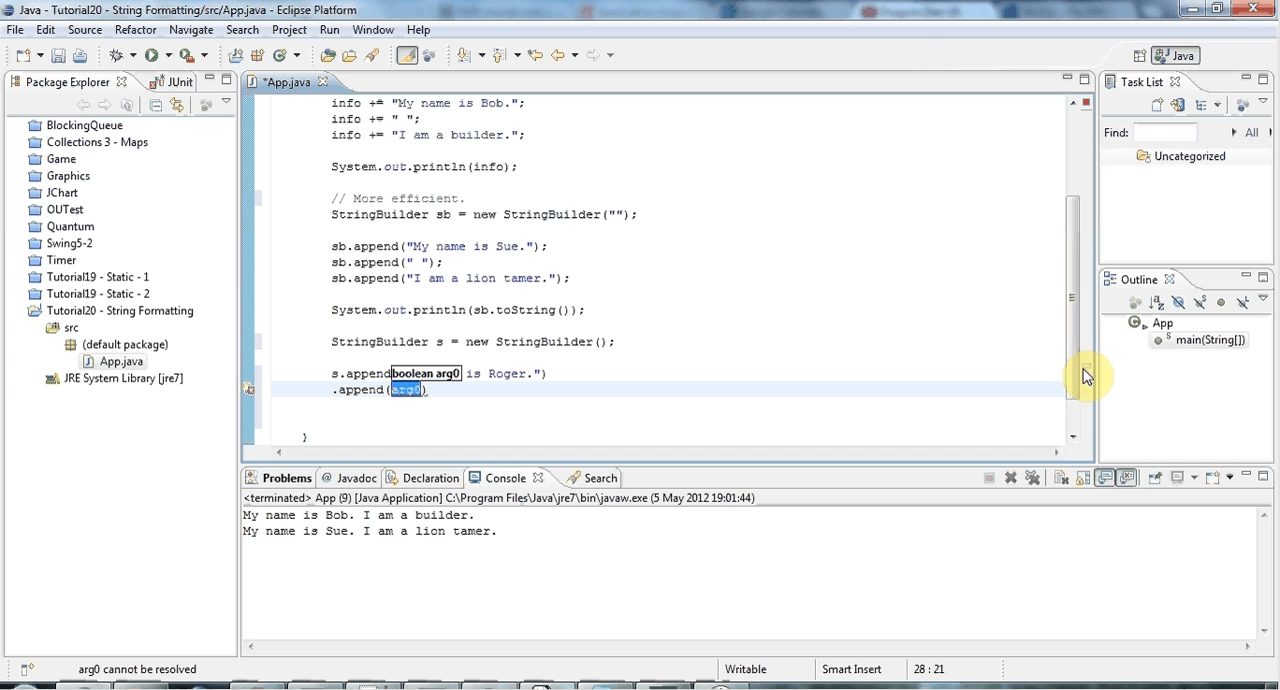 Java - Tutorial20 - String Formatting/src/App.java - Eclipse Platform
File Edit Source Refactor Navigate Search Project Run Window Help
Java
Package Explorer JUnit
*App.java
Task List
BlockingQueue
Collections 3 - Maps
Game
Graphics
JChart
OUTest
Quantum
Swing5-2
Timer
Tutorial19 - Static - 1
Tutorial19 - Static - 2
Tutorial20 - String Formatting
src
(default package)
App.java
JRE System Library [jre7]
info += "My name is Bob.";
info += " ";
info += "I am a builder.";
System.out.println(info);
// More efficient.
StringBuilder sb = new StringBuilder("");
sb.append("My name is Sue.");
sb.append(" ");
sb.append("I am a lion tamer.");
System.out.println(sb.toString());
StringBuilder s = new StringBuilder();
s.append boolean arg0 is Roger.")
.append(arg0)
}
Find: All
Uncategorized
Outline
App
main(String[])
Problems @ Javadoc Declaration Console Search
<terminated> App (9) [Java Application] C:\Program Files\Java\jre7\bin\javaw.exe (5 May 2012 19:01:44)
My name is Bob. I am a builder.
My name is Sue. I am a lion tamer.
arg0 cannot be resolved Writable Smart Insert 28 : 21